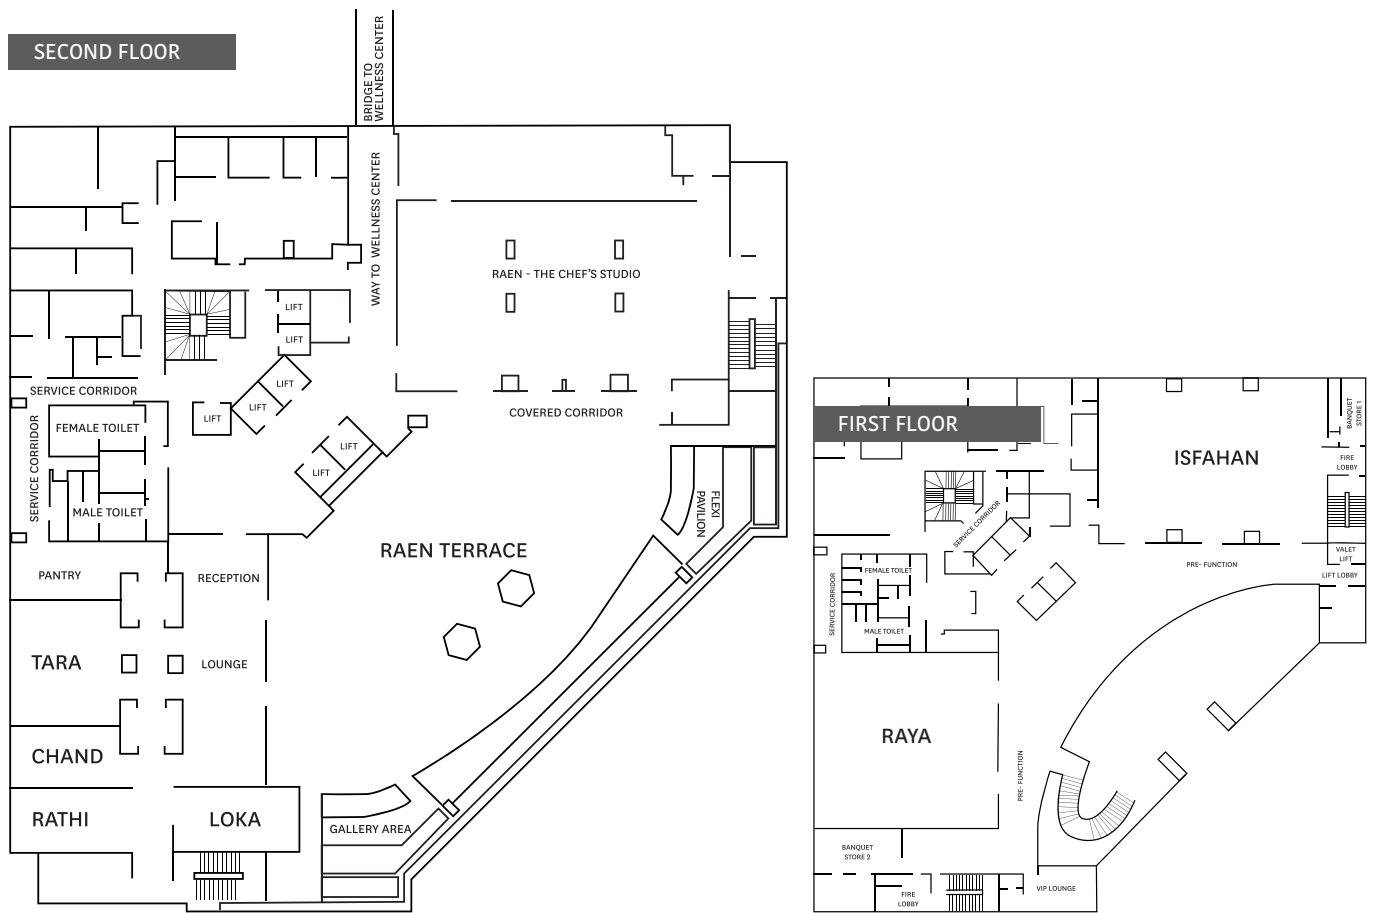 SECOND FLOOR
BRIDGE TO
WELLNESS CENTER
WAY TO WELLNESS CENTER
RAEN - THE CHEF'S STUDIO
LIFT
LIFT
LIFT
LIFT
LIFT
LIFT
LIFT
SERVICE CORRIDOR
SERVICE CORRIDOR
COVERED CORRIDOR
FEMALE TOILET
MALE TOILET
FLEXI
PAVILION
RAEN TERRACE
PANTRY
RECEPTION
TARA
LOUNGE
CHAND
RATHI
LOKA
GALLERY AREA
FIRST FLOOR
ISFAHAN
BANQUET
STORE 1
FIRE
LOBBY
SERVICE CORRIDOR
VALET
LIFT
LIFT LOBBY
PRE- FUNCTION
FEMALE TOILET
SERVICE CORRIDOR
MALE TOILET
RAYA
PRE- FUNCTION
BANQUET
STORE 2
FIRE
LOBBY
VIP LOUNGE